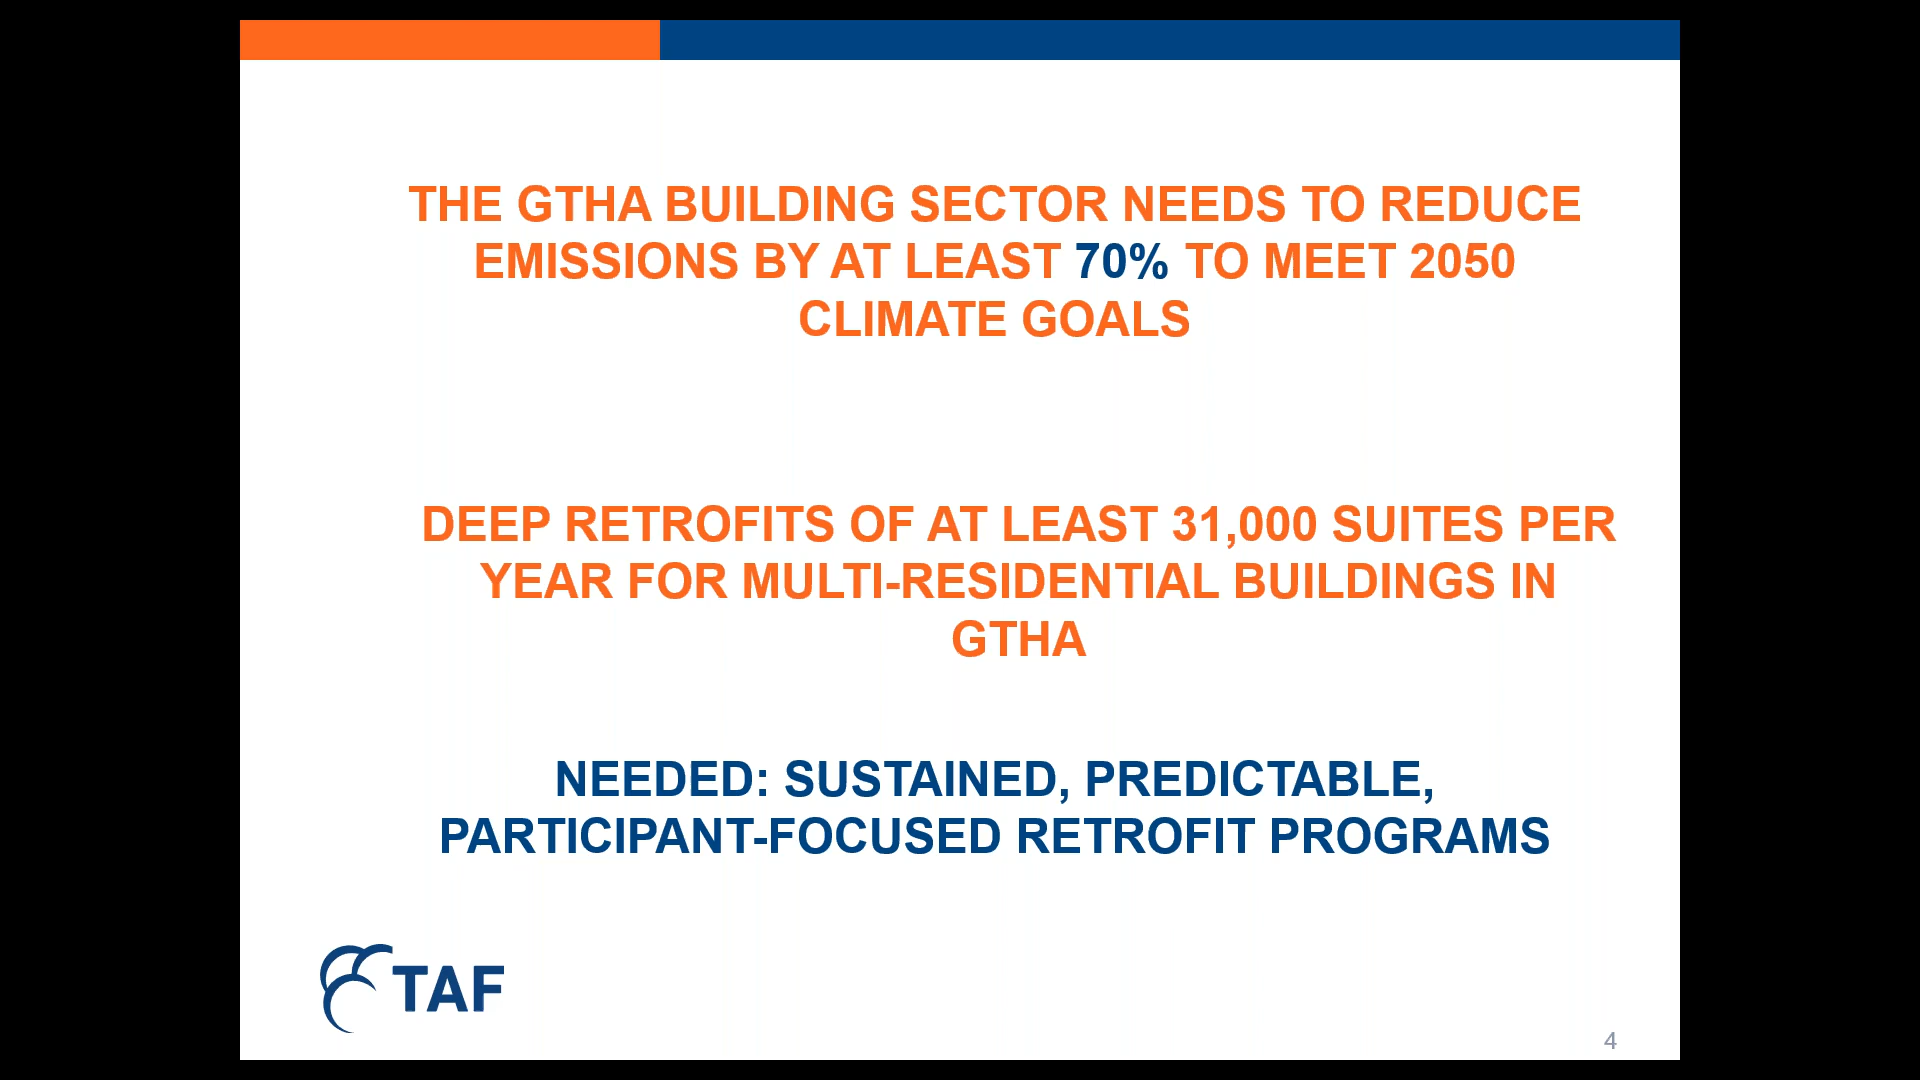 THE GTHA BUILDING SECTOR NEEDS TO REDUCE
EMISSIONS BY AT LEAST 70% TO MEET 2050
CLIMATE GOALS
DEEP RETROFITS OF AT LEAST 31,000 SUITES PER
YEAR FOR MULTI-RESIDENTIAL BUILDINGS IN
GTHA
NEEDED: SUSTAINED, PREDICTABLE,
PARTICIPANT-FOCUSED RETROFIT PROGRAMS
TAF
4